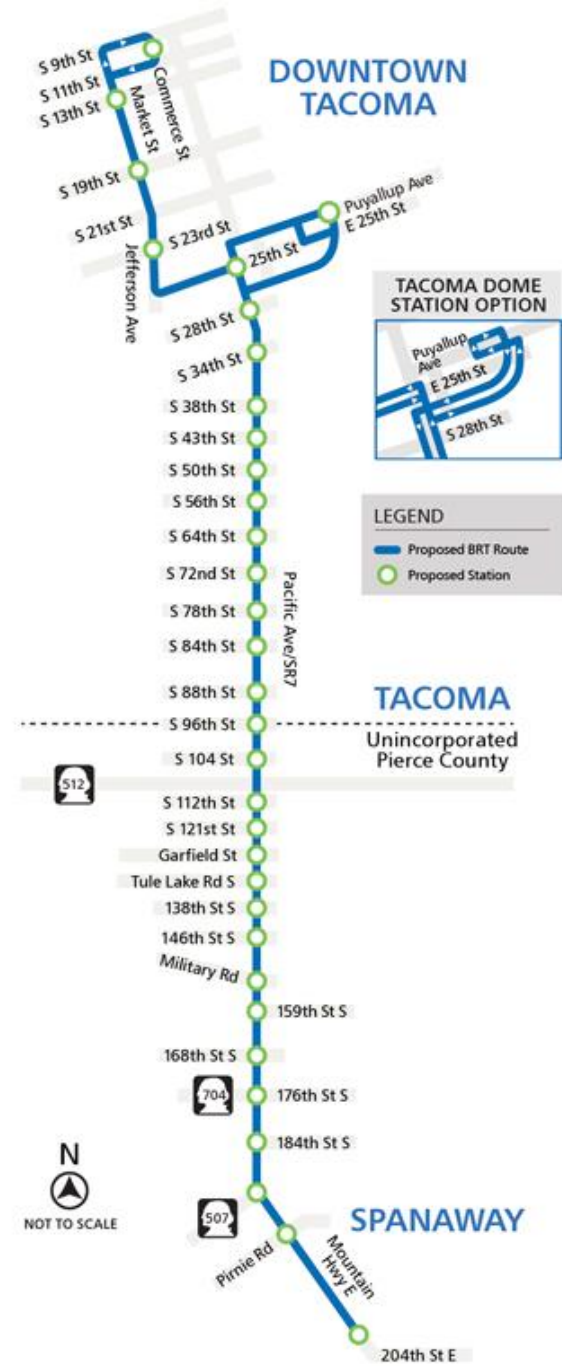 S 9th St
S 11th St
S 13th St
Commerce St
Market St
DOWNTOWN
TACOMA
S 19th St
S 21st St
S 23rd St
Jefferson Ave
25th St
Puyallup Ave
E 25th St
S 28th St
S 34th St
TACOMA DOME
STATION OPTION
Puyallup
Ave
E 25th St
S 28th St
S 38th St
S 43th St
S 50th St
S 56th St
S 64th St
S 72nd St
S 78th St
S 84th St
S 88th St
S 96th St
S 104 St
Pacific Ave/SR7
LEGEND
Proposed BRT Route
Proposed Station
TACOMA
Unincorporated
Pierce County
512
S 112th St
S 121st St
Garfield St
Tule Lake Rd S
138th St S
146th St S
Military Rd
159th St S
168th St S
704
176th St S
184th St S
N
NOT TO SCALE
507
SPANAWAY
Pirnie Rd
Mountain
Hwy E
204th St E